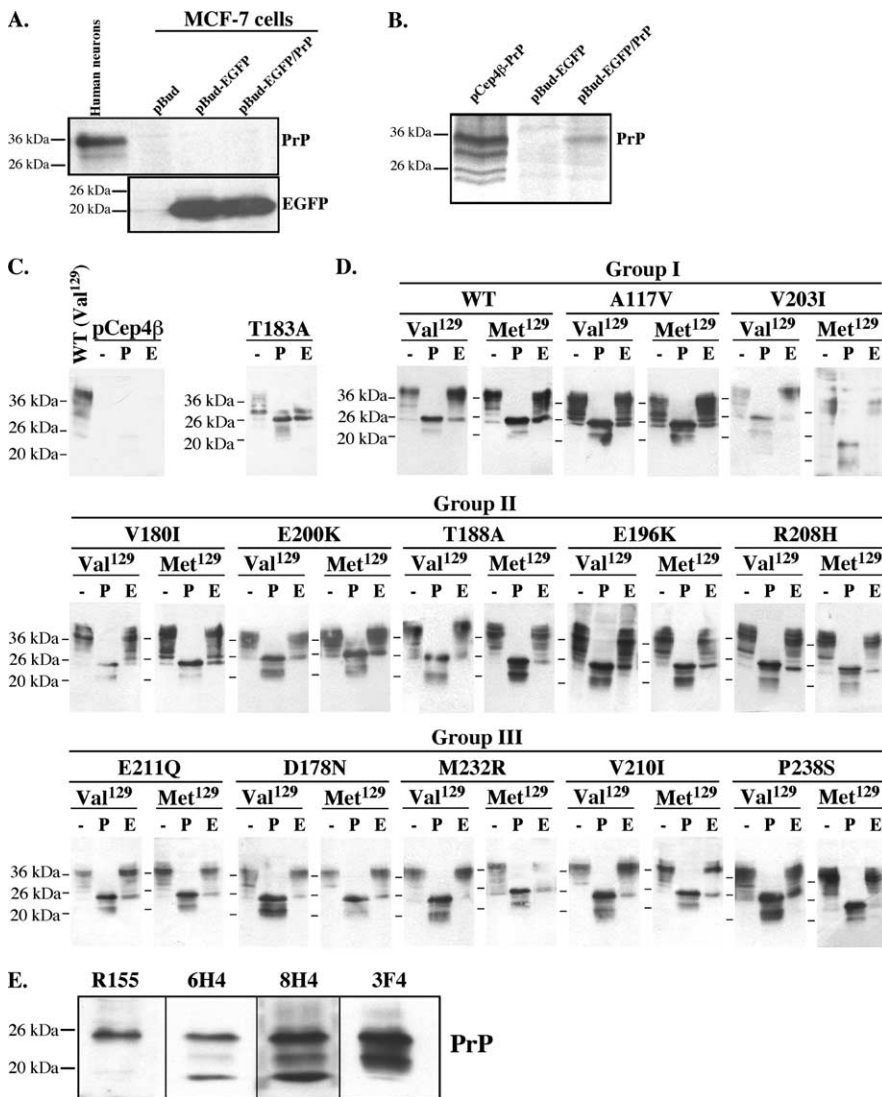 A.
MCF-7 cells
Human neurons
pBud
pBud-EGFP
pBud-EGFP/PrP
36 kDa
26 kDa
PrP
26 kDa
20 kDa
EGFP
B.
pCep4β-PrP
pBud-EGFP
pBud-EGFP/PrP
36 kDa
26 kDa
PrP
C.
WT (Val129)
pCep4β
- P E
T183A
- P E
36 kDa
26 kDa
20 kDa
D.
Group I
WT A117V V203I
Val129 Met129 Val129 Met129 Val129 Met129
- P E - P E - P E - P E - P E - P E
36 kDa
26 kDa
20 kDa
Group II
V180I E200K T188A E196K R208H
Val129 Met129 Val129 Met129 Val129 Met129 Val129 Met129 Val129 Met129
- P E - P E - P E - P E - P E - P E - P E - P E - P E - P E
36 kDa
26 kDa
20 kDa
Group III
E211Q D178N M232R V210I P238S
Val129 Met129 Val129 Met129 Val129 Met129 Val129 Met129 Val129 Met129
- P E - P E - P E - P E - P E - P E - P E - P E - P E - P E
36 kDa
26 kDa
20 kDa
E.
R155 6H4 8H4 3F4
26 kDa
20 kDa
PrP